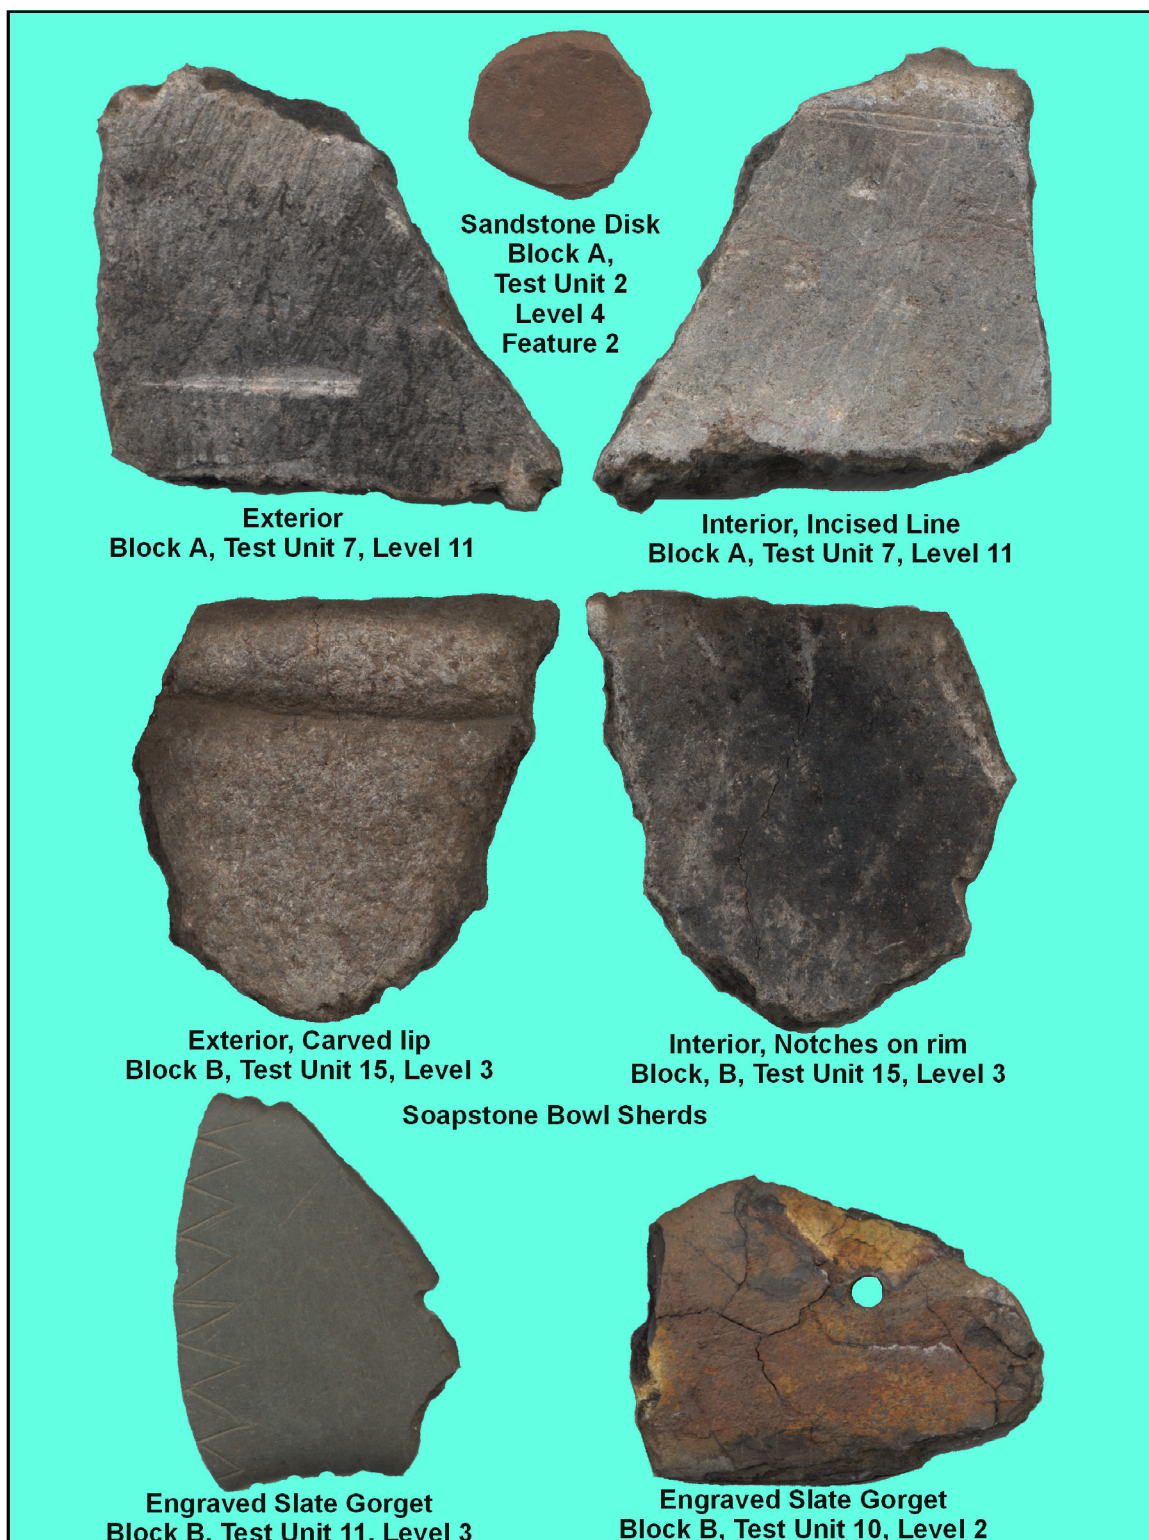 Sandstone Disk
Block A,
Test Unit 2
Level 4
Feature 2
Exterior
Block A, Test Unit 7, Level 11
Interior, Incised Line
Block A, Test Unit 7, Level 11
Exterior, Carved lip
Block B, Test Unit 15, Level 3
Interior, Notches on rim
Block, B, Test Unit 15, Level 3
Soapstone Bowl Sherds
Engraved Slate Gorget
Block B, Test Unit 11, Level 3
Engraved Slate Gorget
Block B, Test Unit 10, Level 2